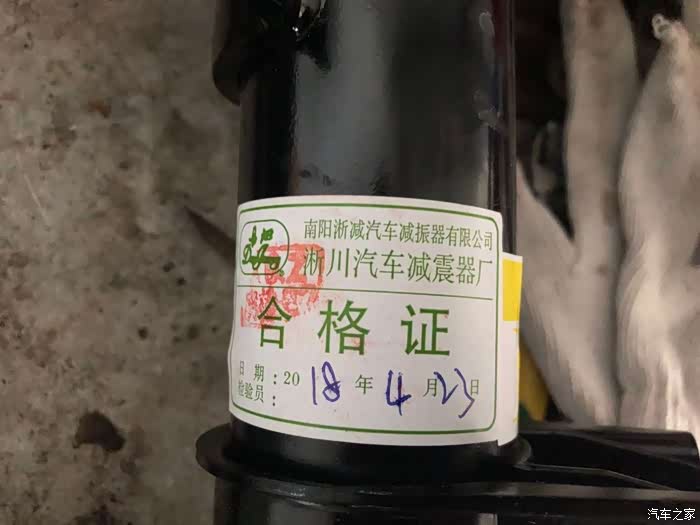 南阳淅减汽车减振器有限公司
淅川汽车减震器厂
合格证
日期：2018年4月23日
检验员：
汽车之家